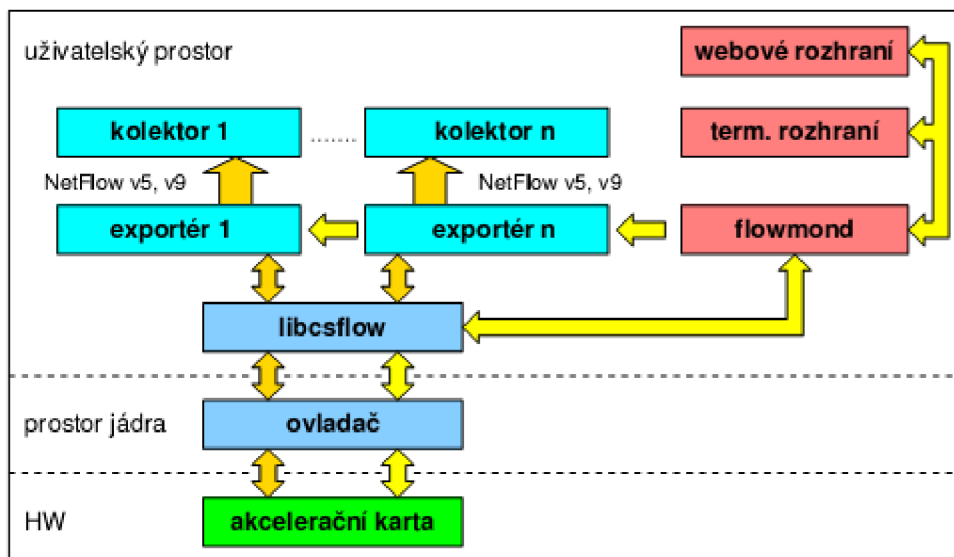 uživatelský prostor
webové rozhraní
kolektor 1
........
kolektor n
term. rozhraní
NetFlow v5, v9
NetFlow v5, v9
exportér 1
exportér n
flowmond
libcsflow
prostor jádra
ovladač
HW
akcelerační karta